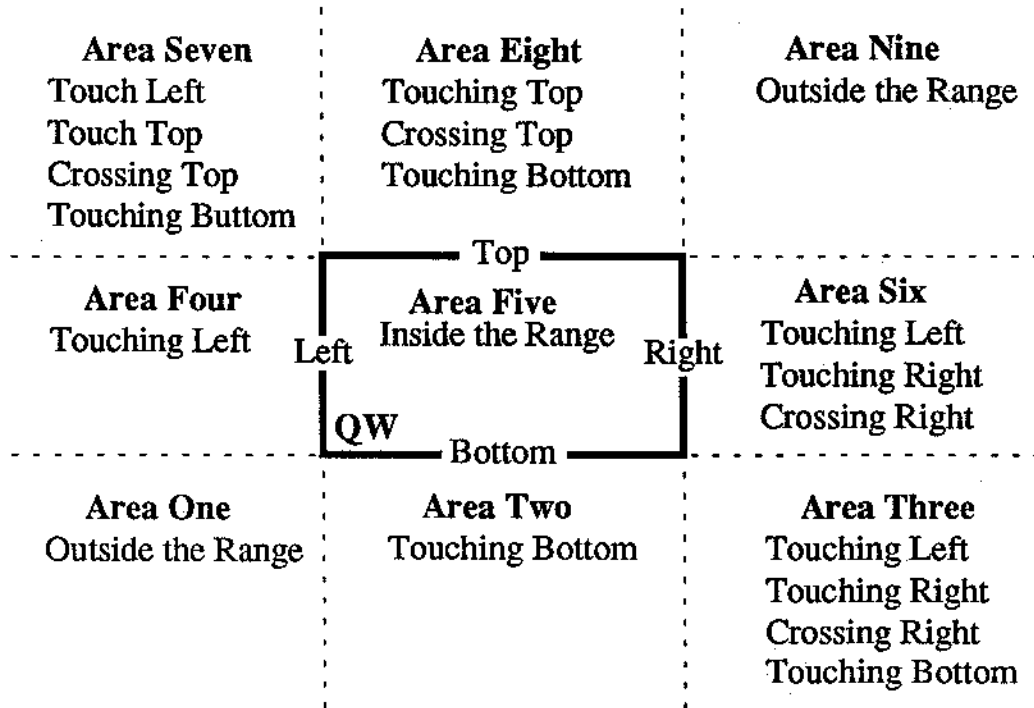 Area Seven
Touch Left
Touch Top
Crossing Top
Touching Buttom
Area Eight
Touching Top
Crossing Top
Touching Bottom
Area Nine
Outside the Range
Top
Area Four
Touching Left
Left
Area Five
Inside the Range
Right
QW
Bottom
Area Six
Touching Left
Touching Right
Crossing Right
Area One
Outside the Range
Area Two
Touching Bottom
Area Three
Touching Left
Touching Right
Crossing Right
Touching Bottom